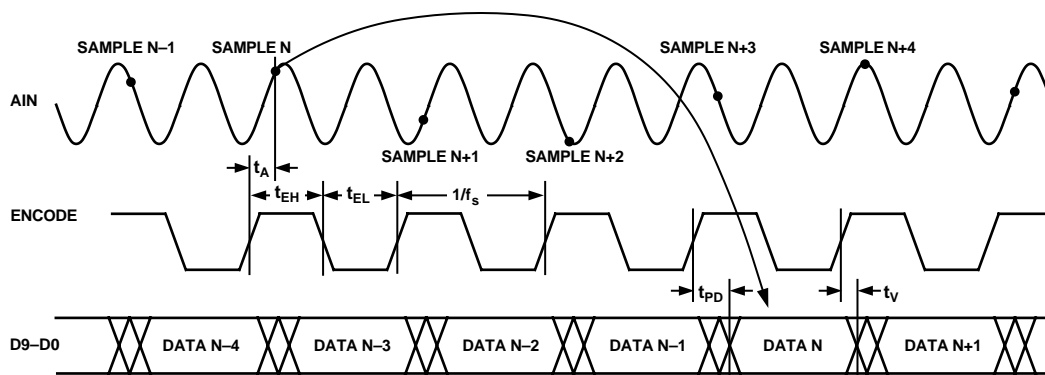 SAMPLE N–1
SAMPLE N
SAMPLE N+3
SAMPLE N+4
AIN
SAMPLE N+1
SAMPLE N+2
tA
tEH
tEL
1/fs
ENCODE
tPD
tV
D9–D0
DATA N–4
DATA N–3
DATA N–2
DATA N–1
DATA N
DATA N+1